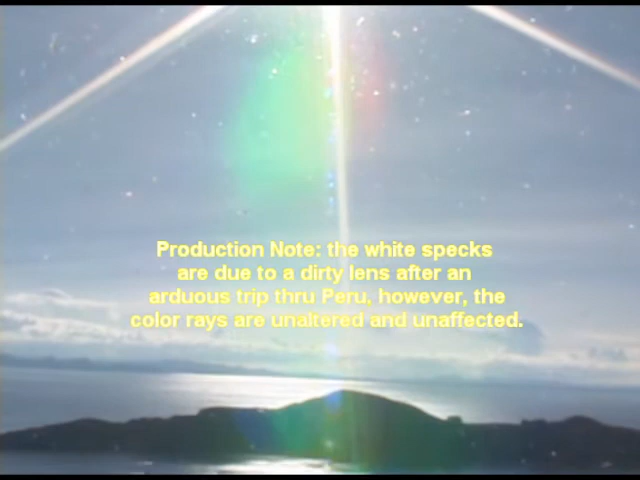 Production Note: the white specks
are due to a dirty lens after an
arduous trip thru Peru, however, the
color rays are unaltered and unaffected.